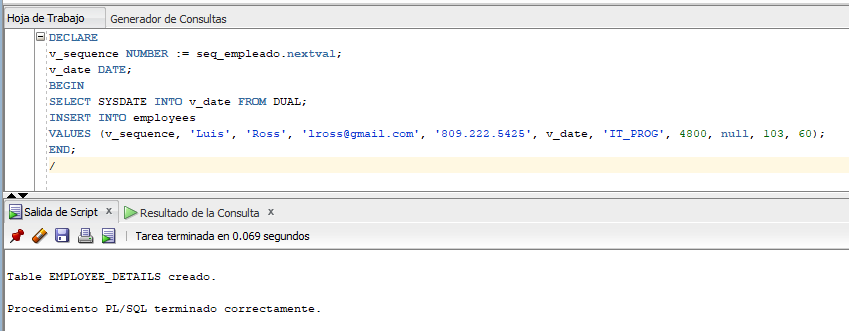 Hoja de Trabajo Generador de Consultas
DECLARE
v_sequence NUMBER := seq_empleado.nextval;
v_date DATE;
BEGIN
SELECT SYSDATE INTO v_date FROM DUAL;
INSERT INTO employees
VALUES (v_sequence, 'Luis', 'Ross', 'lross@gmail.com', '809.222.5425', v_date, 'IT_PROG', 4800, null, 103, 60);
END;
/
Salida de Script x Resultado de la Consulta x
Tarea terminada en 0.069 segundos
Table EMPLOYEE_DETAILS creado.
Procedimiento PL/SQL terminado correctamente.